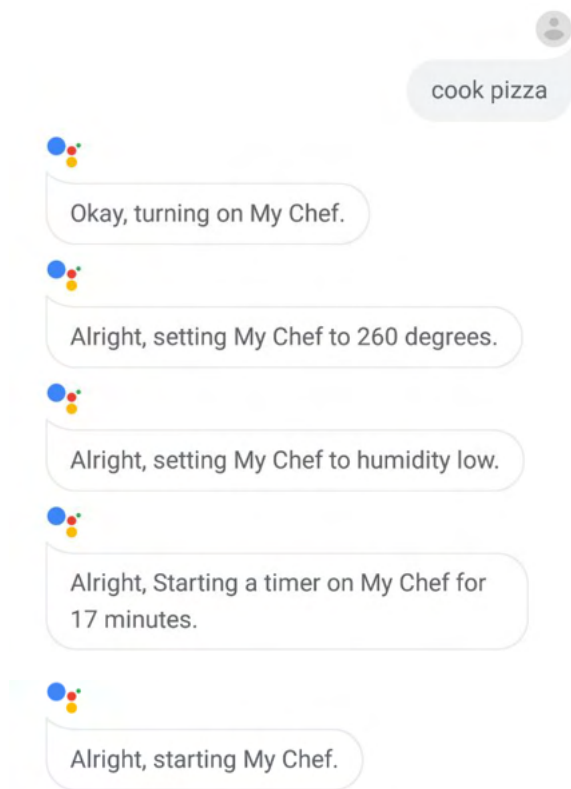 cook pizza
Okay, turning on My Chef.
Alright, setting My Chef to 260 degrees.
Alright, setting My Chef to humidity low.
Alright, Starting a timer on My Chef for
17 minutes.
Alright, starting My Chef.